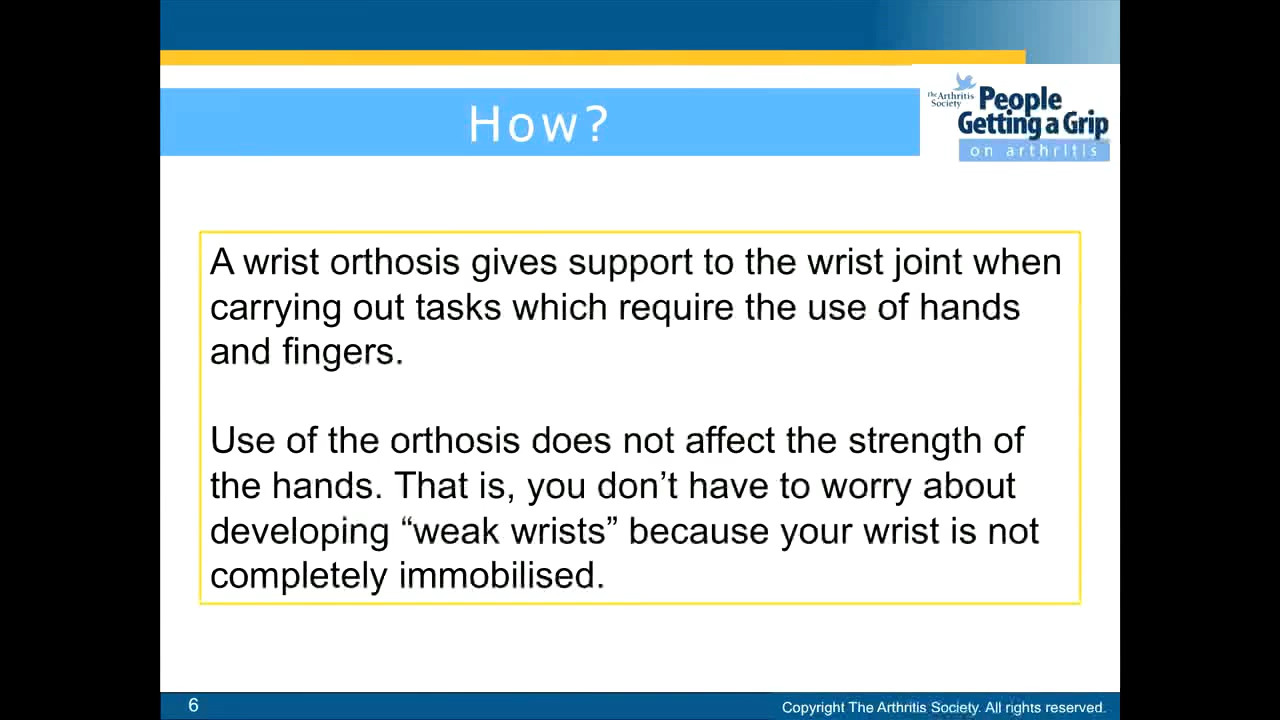 How?
The Arthritis
Society
People
Getting a Grip
on arthritis
A wrist orthosis gives support to the wrist joint when
carrying out tasks which require the use of hands
and fingers.
Use of the orthosis does not affect the strength of
the hands. That is, you don’t have to worry about
developing “weak wrists” because your wrist is not
completely immobilised.
6
Copyright The Arthritis Society. All rights reserved.